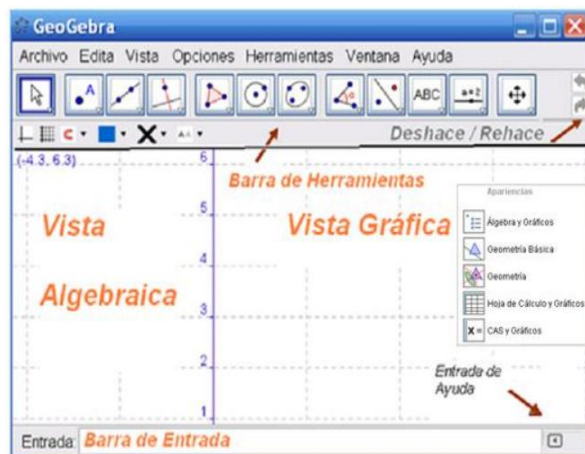 GeoGebra
Archivo Edita Vista Opciones Herramientas Ventana Ayuda
A
ABC
a=2
Deshace / Rehace
(-4.3, 6.3)
6
Barra de Herramientas
Apariencias
Vista
Vista Gráfica
5
Álgebra y Gráficos
Geometría Básica
4
Geometría
Algebraica
3
Hoja de Cálculo y Gráficos
X =
CAS y Gráficos
2
Entrada de
Ayuda
1
Entrada:
Barra de Entrada